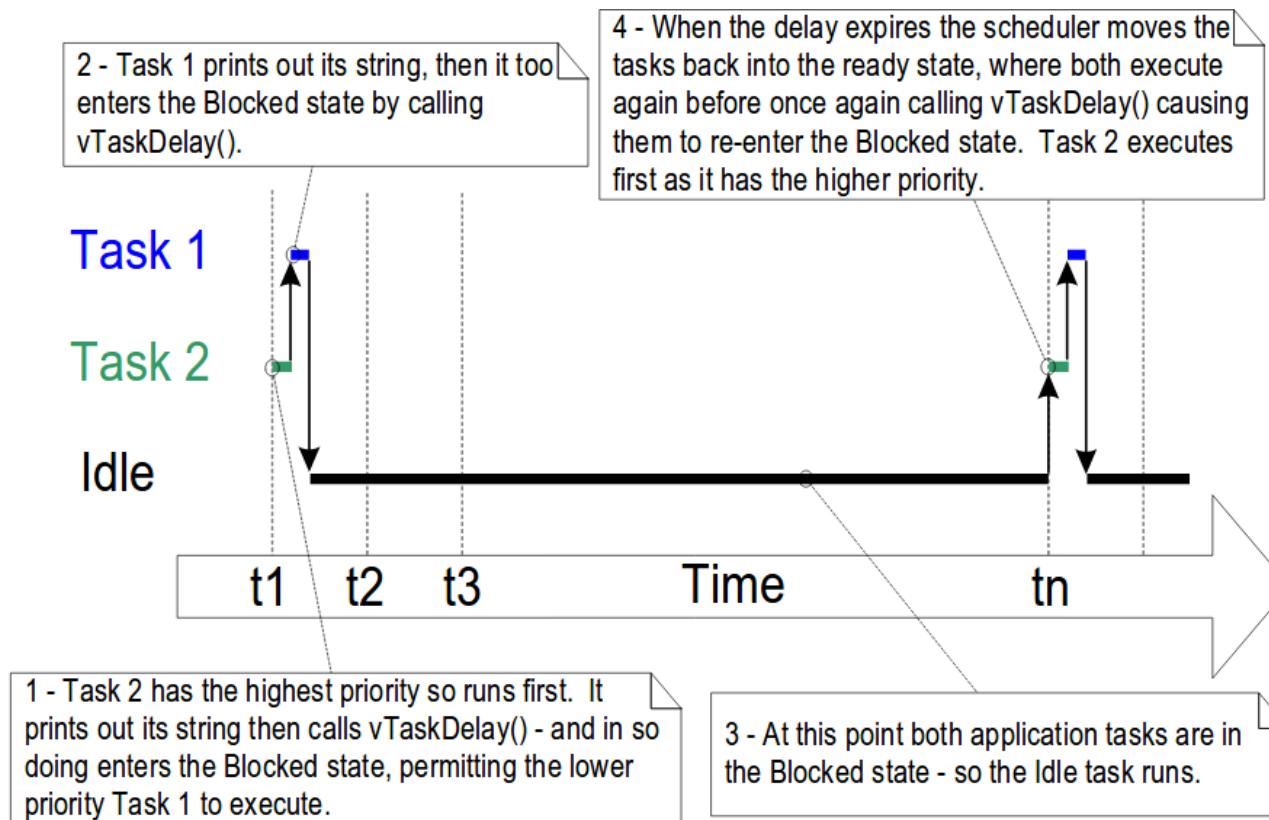 2 - Task 1 prints out its string, then it too
enters the Blocked state by calling
vTaskDelay().
4 - When the delay expires the scheduler moves the
tasks back into the ready state, where both execute
again before once again calling vTaskDelay() causing
them to re-enter the Blocked state. Task 2 executes
first as it has the higher priority.
Task 1
Task 2
Idle
t1 t2 t3 Time tn
1 - Task 2 has the highest priority so runs first. It
prints out its string then calls vTaskDelay() - and in so
doing enters the Blocked state, permitting the lower
priority Task 1 to execute.
3 - At this point both application tasks are in
the Blocked state - so the Idle task runs.